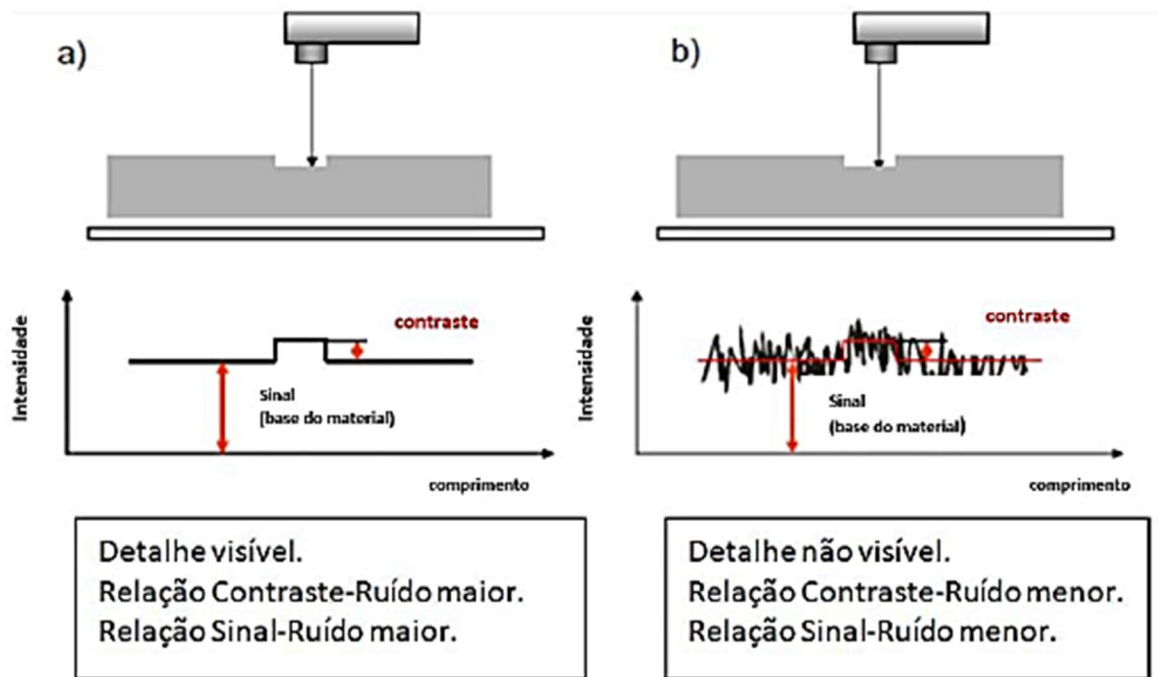 a)
Intensidade
contraste
Sinal
(base do material)
comprimento
Detalhe visível.
Relação Contraste-Ruído maior.
Relação Sinal-Ruído maior.
b)
Intensidade
contraste
Sinal
(base do material)
comprimento
Detalhe não visível.
Relação Contraste-Ruído menor.
Relação Sinal-Ruído menor.